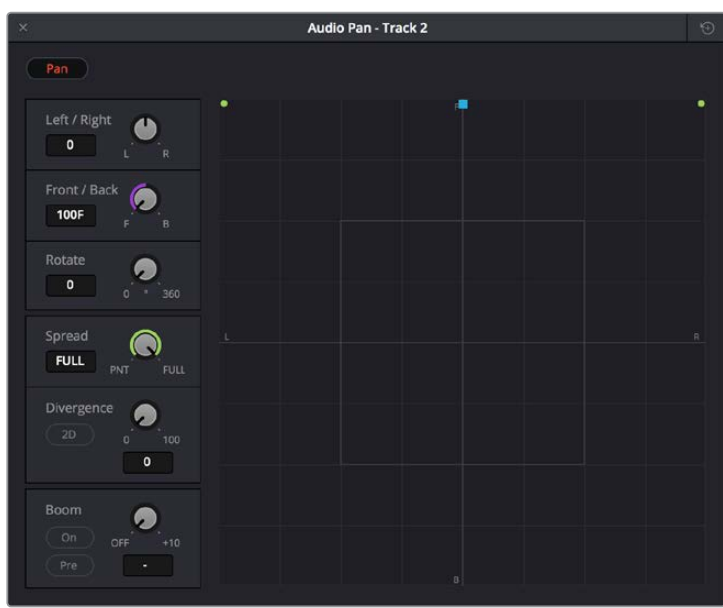 × Audio Pan - Track 2
Pan
Left / Right
0
L R
Front / Back
100F
F B
Rotate
0
0 ° 360
Spread
FULL
PNT FULL
Divergence
2D
0 100
0
Boom
On
OFF +10
Pre
-
F
L R
B